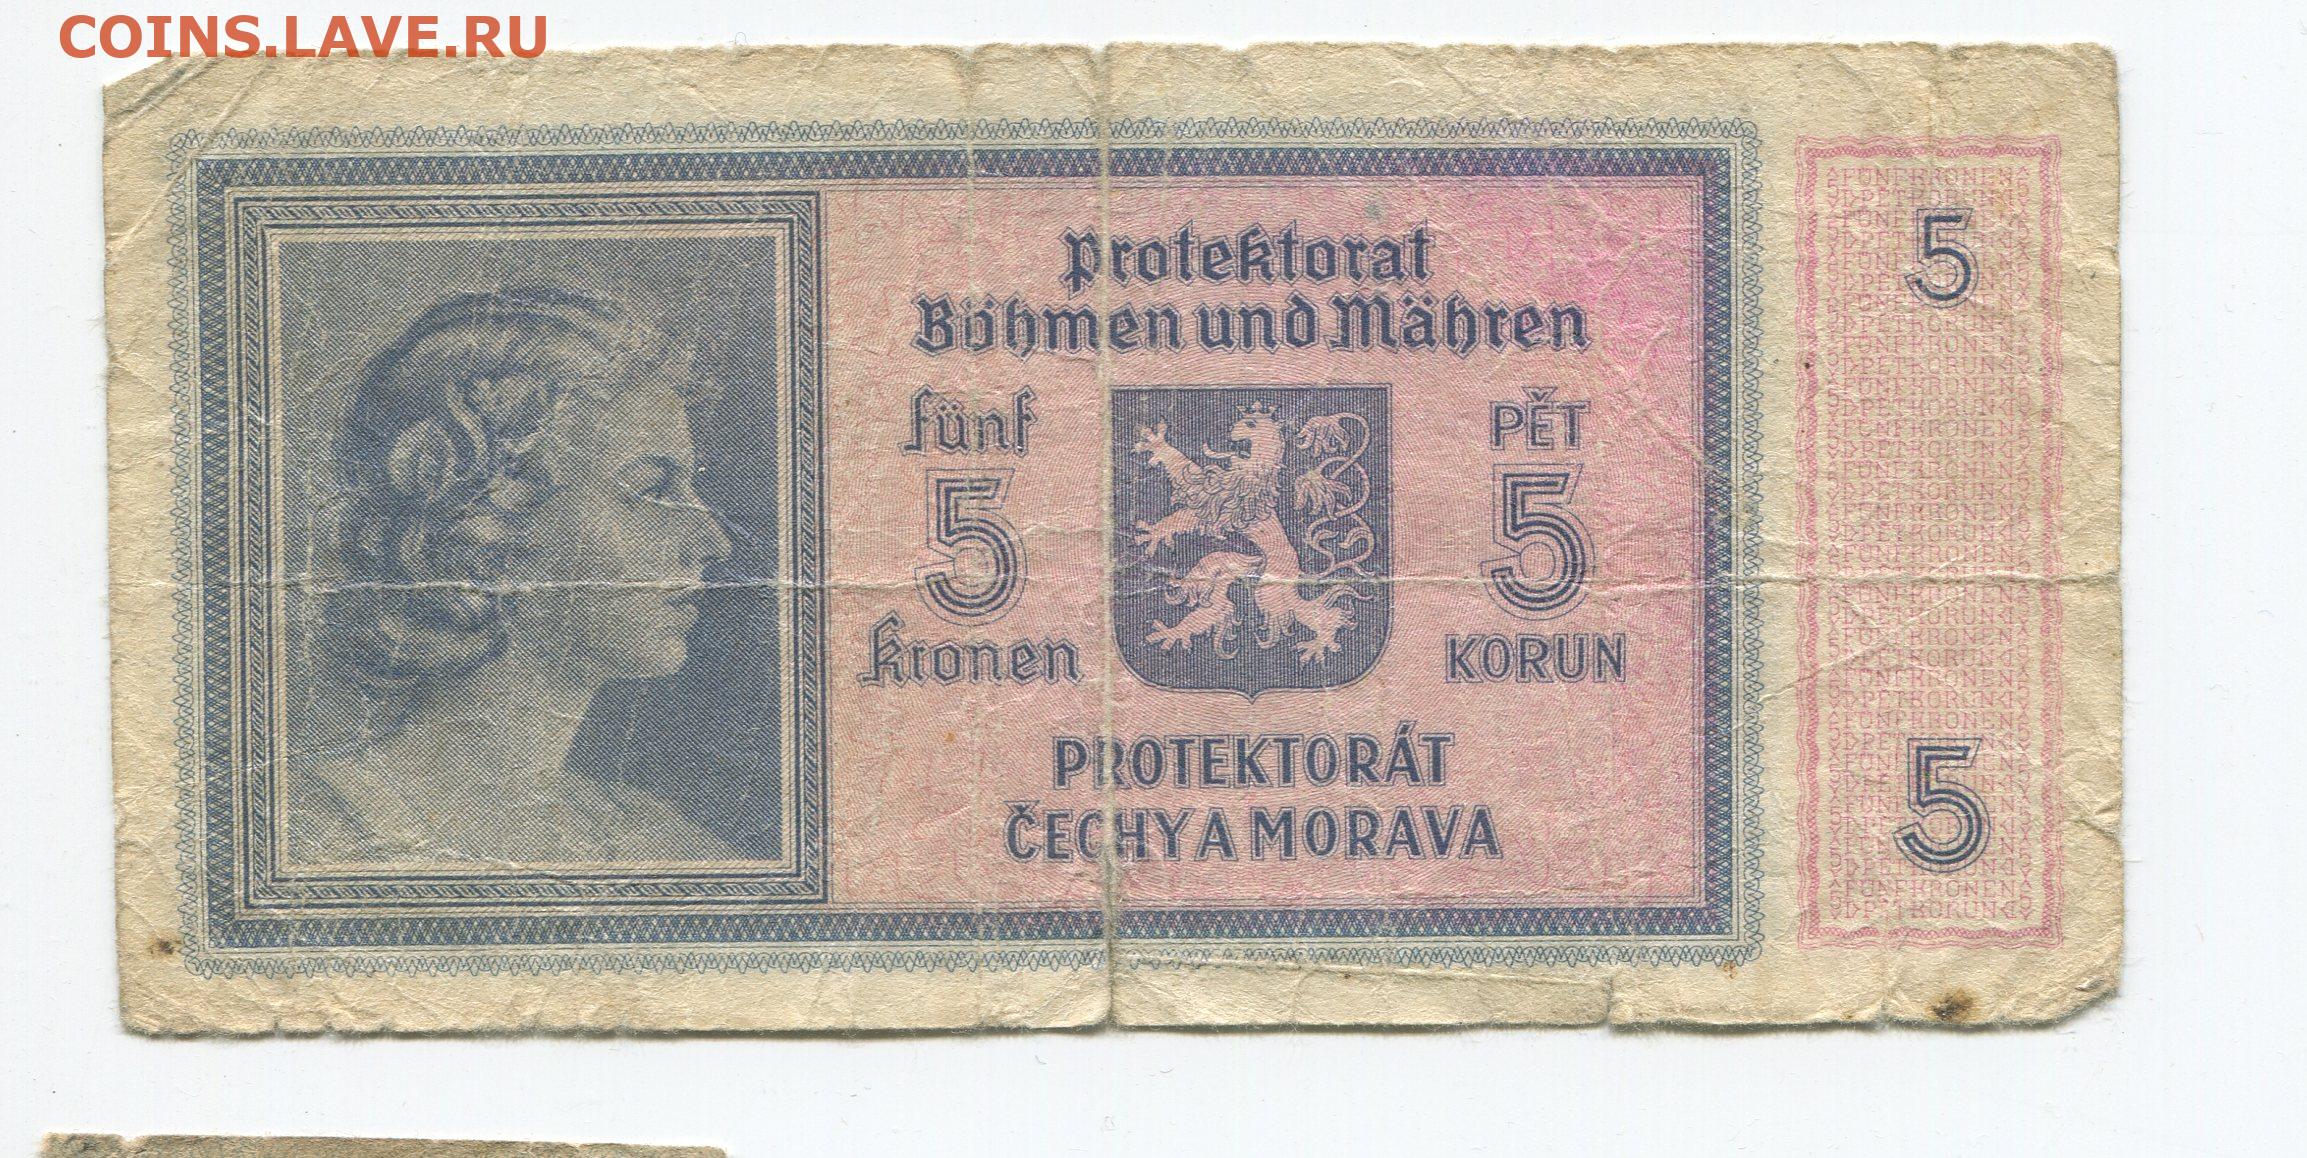 COINS.LAVE.RU
Protektorat
Böhmen und Mähren
fünf
5
Kronen
PĚT
5
KORUN
PROTEKTORÁT
ČECHY A MORAVA
5
5